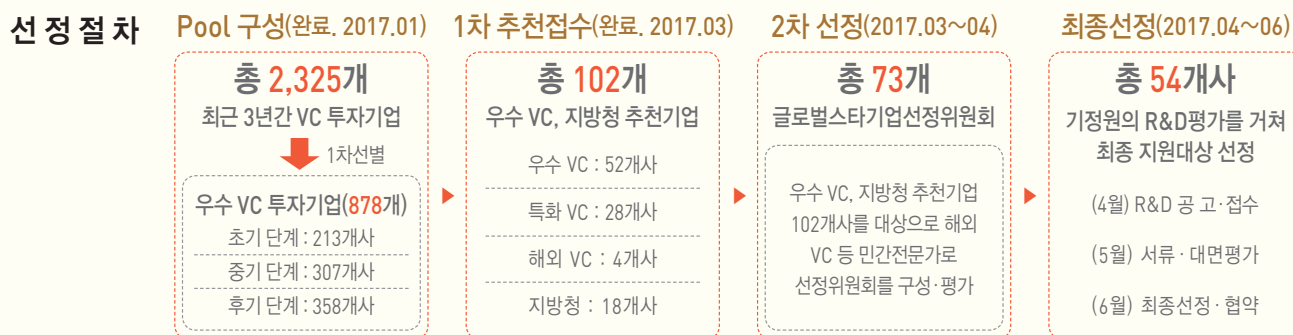 선정절차
Pool 구성(완료. 2017.01)
총 2,325개
최근 3년간 VC 투자기업
1차선별
우수 VC 투자기업(878개)
초기 단계 : 213개사
중기 단계 : 307개사
후기 단계 : 358개사
1차 추천접수(완료. 2017.03)
총 102개
우수 VC, 지방청 추천기업
우수 VC : 52개사
특화 VC : 28개사
해외 VC : 4개사
지방청 : 18개사
2차 선정(2017.03~04)
총 73개
글로벌스타기업선정위원회
우수 VC, 지방청 추천기업
102개사를 대상으로 해외
VC 등 민간전문가로
선정위원회를 구성·평가
최종선정(2017.04~06)
총 54개사
기정원의 R&D평가를 거쳐
최종 지원대상 선정
(4월) R&D 공 고·접수
(5월) 서류·대면평가
(6월) 최종선정·협약